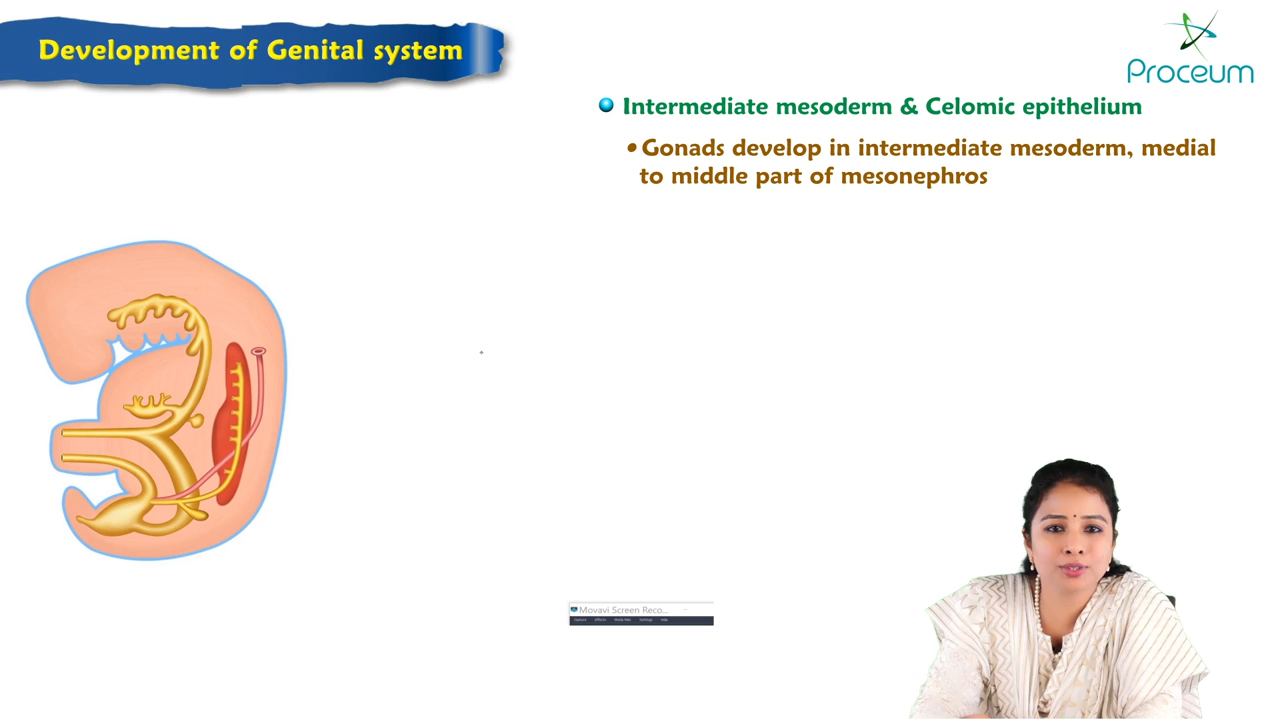 Development of Genital system
Proceum
Intermediate mesoderm & Celomic epithelium
Gonads develop in intermediate mesoderm, medial
to middle part of mesonephros
Movavi Screen Reco...